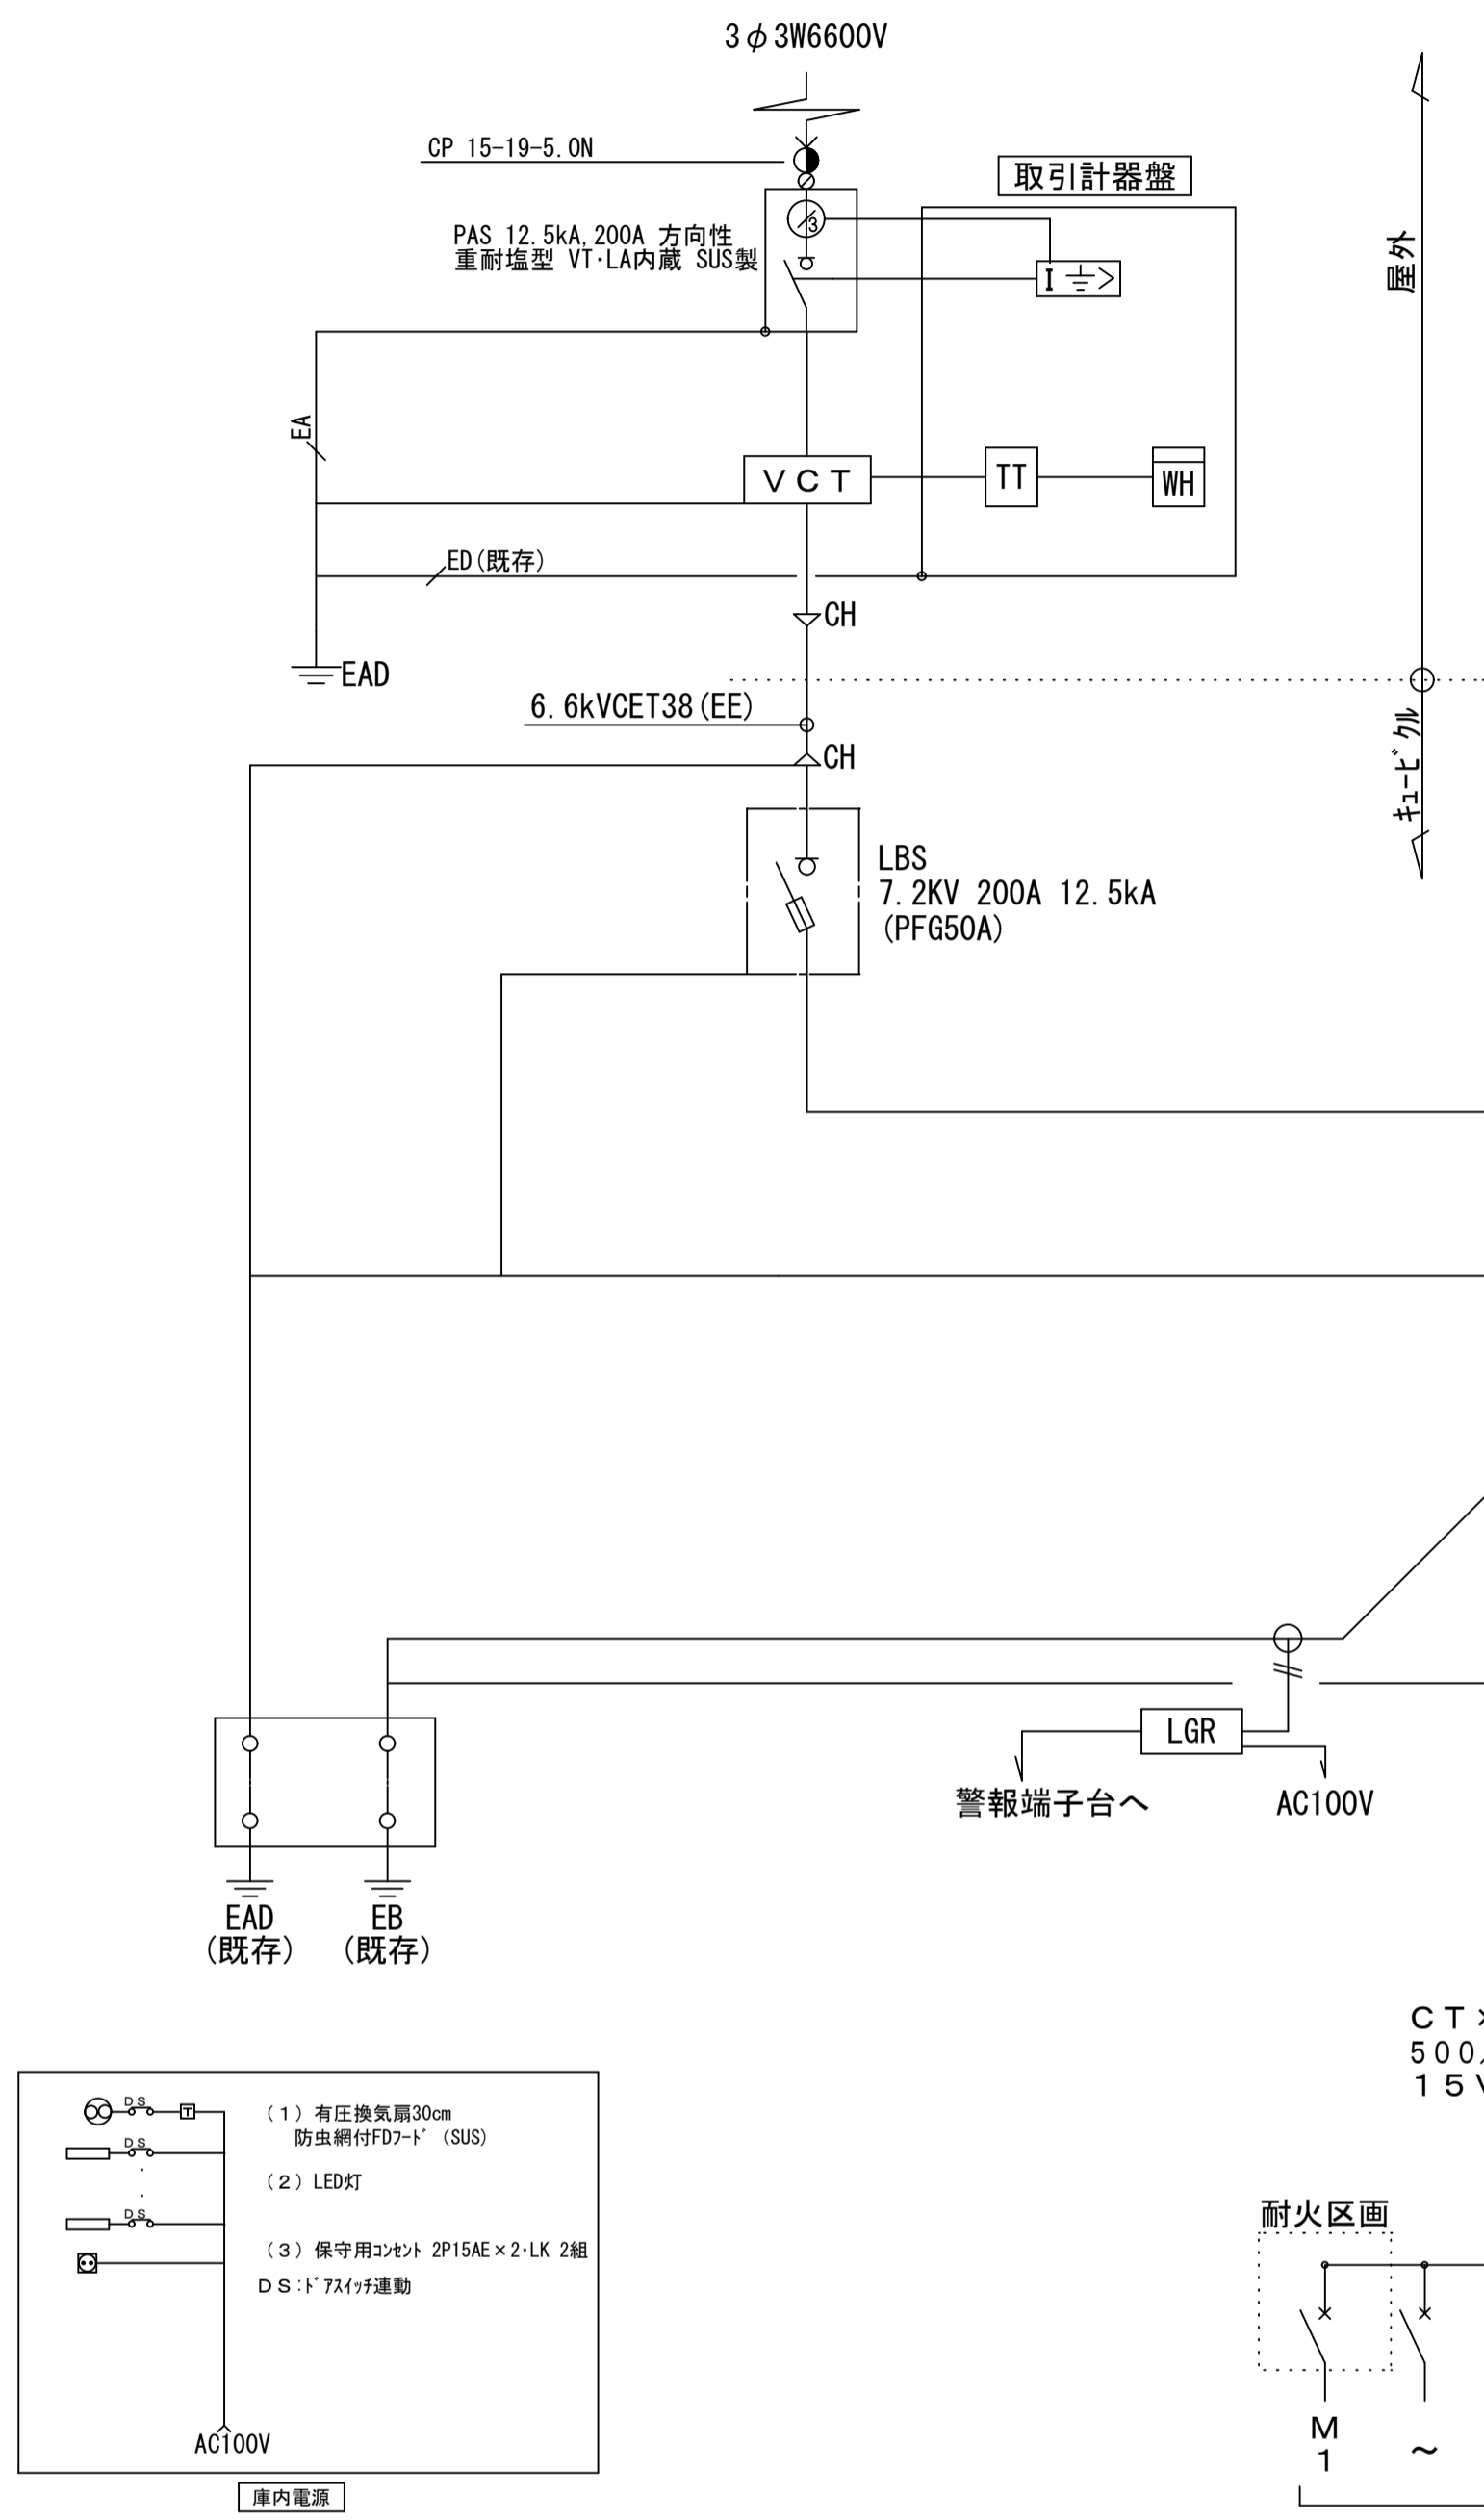 3φ3W6600V
CP 15-19-5.0N
取引計器盤
PAS 12.5kA,200A 方向性
重耐塩型 VT･LA内蔵 SUS製
3
I
屋外
EA
VCT
TT
WH
ED(既存)
CH
EAD
6.6kVCET38(EE)
CH
キュービクル
LBS
7.2KV 200A 12.5kA
(PFG50A)
LGR
警報端子台へ
AC100V
EAD
(既存)
EB
(既存)
CT
500
15
DS
T
(1)有圧換気扇30cm
防虫網付FDフード (SUS)
DS
(2)LED灯
DS
(3)保守用コンセント 2P15AE×2･LK 2組
DS:ドアスイッチ連動
AC100V
庫内電源
耐火区画
M
1
～